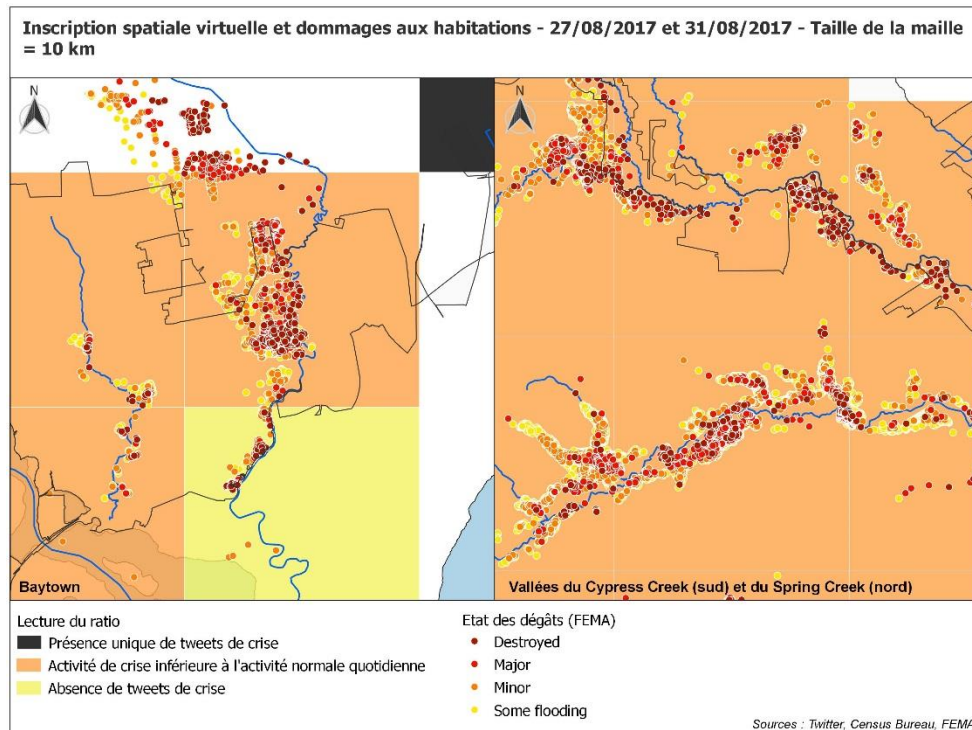 Inscription spatiale virtuelle et dommages aux habitations - 27/08/2017 et 31/08/2017 - Taille de la maille
= 10 km
N
N
Baytown
Vallées du Cypress Creek (sud) et du Spring Creek (nord)
Lecture du ratio
Présence unique de tweets de crise
Activité de crise inférieure à l'activité normale quotidienne
Absence de tweets de crise
Etat des dégâts (FEMA)
Destroyed
Major
Minor
Some flooding
Sources : Twitter, Census Bureau, FEMA